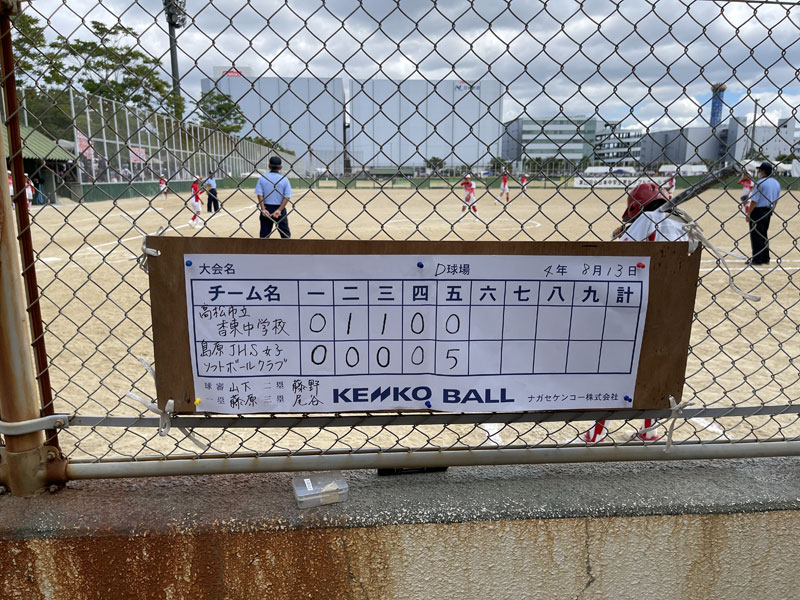 大会名 D球場 4年 8月13日
チーム名 一 二 三 四 五 六 七 八 九 計
高松市立 香東中学校 0 1 1 0 0
島原JHS女子 ソフトボールクラブ 0 0 0 0 5
球審 山下 二塁 藤野
一塁 藤原 三塁 尾谷
KENKO BALL ナガセケンコー株式会社